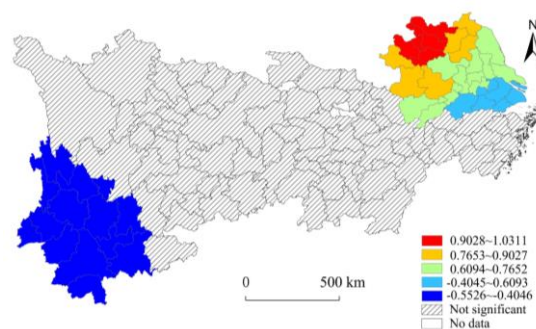 N
0.9028~1.0311
0.7653~0.9027
0.6094~0.7652
-0.4045~0.6093
-0.5526~-0.4046
Not significant
No data
0 500 km